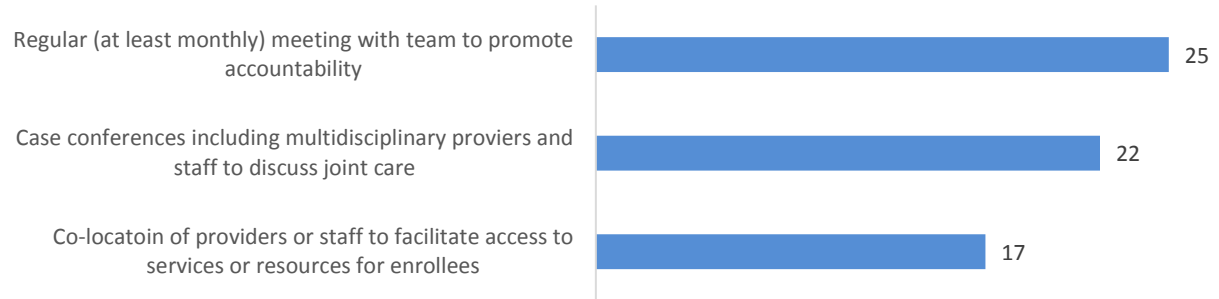 Regular (at least monthly) meeting with team to promote
accountability
25
Case conferences including multidisciplinary proviers and
staff to discuss joint care
22
Co-locatoin of providers or staff to facilitate access to
services or resources for enrollees
17